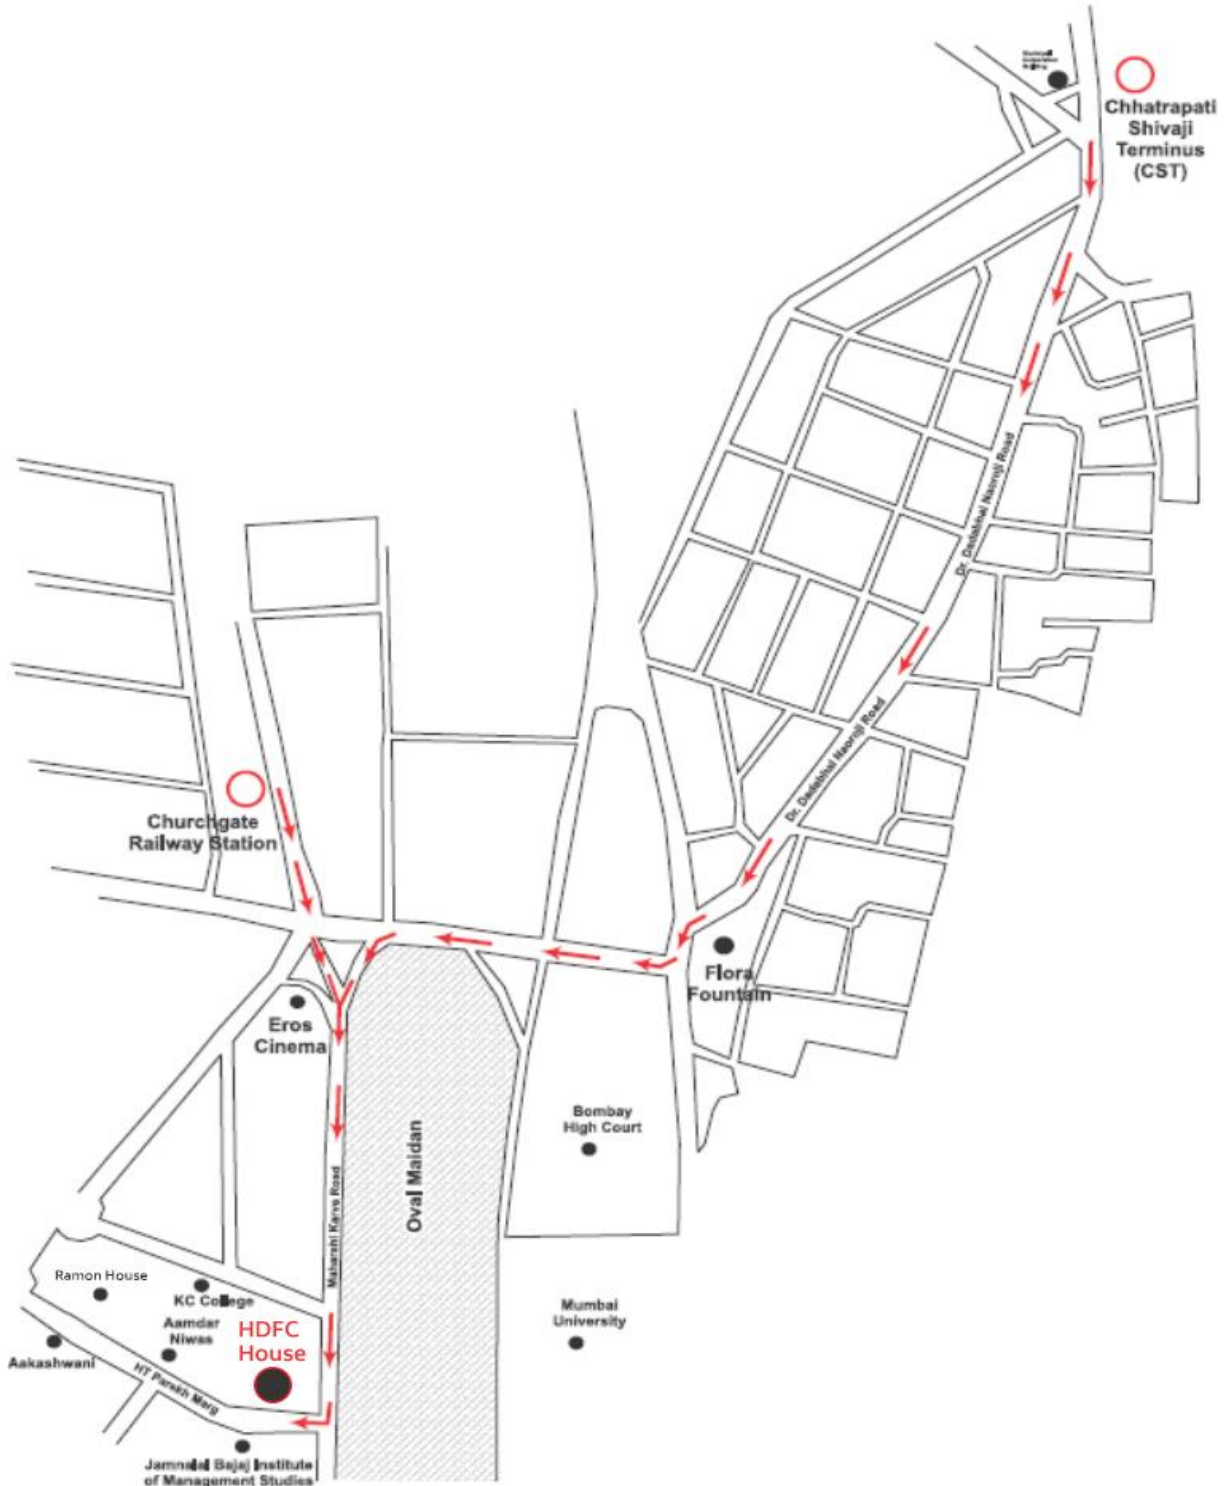 Chhatrapati
Shivaji
Terminus
(CST)
Dr. Dadabhai Naoroji Road
Dr. Dadabhai Naoroji Road
Churchgate
Railway Station
Flora
Fountain
Eros
Cinema
Bombay
High Court
Oval Maidan
Maharshi Karve Road
Ramon House
KC College
Mumbai
University
Aamdar
Niwas
HDFC
House
Aakashwani
HT Parekh Marg
Jamnalal Bajaj Institute
of Management Studies